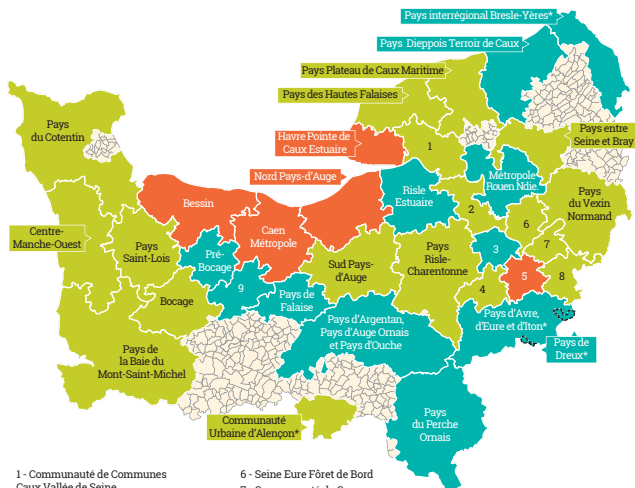 Pays interrégional Bresle-Yères*
Pays Dieppois Terroir de Caux
Pays Plateau de Caux Maritime
Pays des Hautes Falaises
Pays
du Cotentin
Havre Pointe de
Caux Estuaire
1
Pays entre
Seine et Bray
Nord Pays-d'Auge
Métropole
Rouen Ndie.
Risle
Estuaire
Bessin
2
Pays
du Vexin
Normand
6
Caen
Métropole
Centre-
Manche-Ouest
Pays
Saint-Lois
Pré-
Bocage
Sud Pays-
d'Auge
Pays
Risle-
Charentonne
3
7
5
8
4
9
Bocage
Pays de
Falaise
Pays d'Argentan,
Pays d'Auge Ornais
et Pays d'Ouche
Pays d'Avre,
d'Eure et d'Iton*
Pays de
la Baie du
Mont-Saint-Michel
Pays de
Dreux*
Communauté
Urbaine d'Alençon*
Pays
du Perche
Ornais
1 - Communauté de Communes
6 - Seine Eure Fôret de Bord